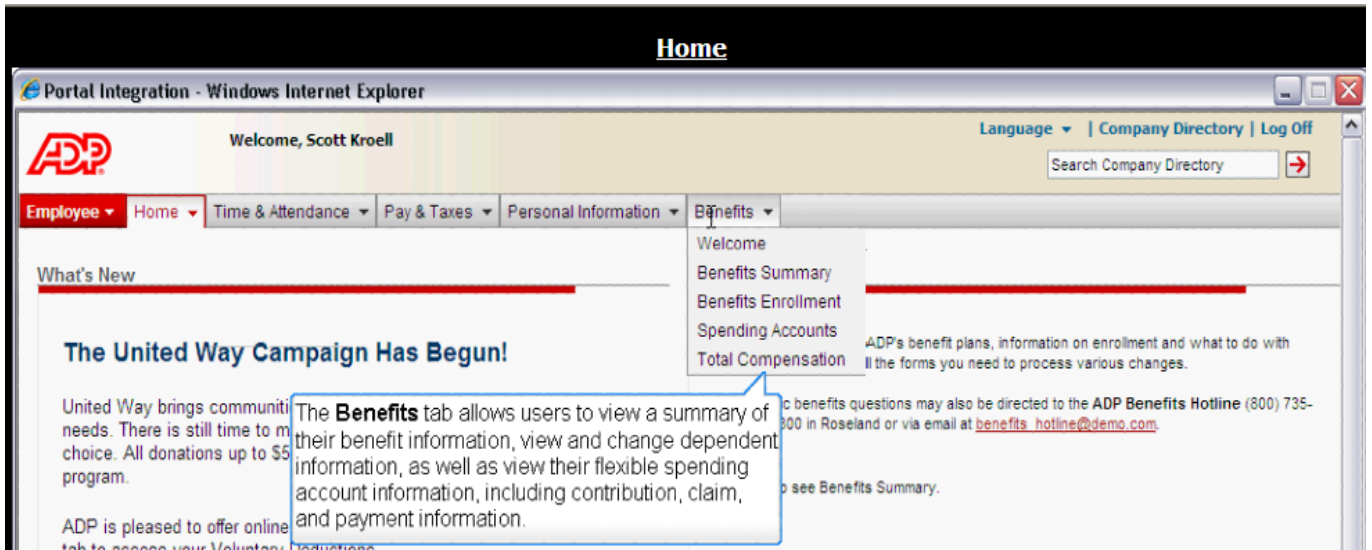 Home
Portal Integration - Windows Internet Explorer
ADP
Welcome, Scott Kroell
Language | Company Directory | Log Off
Search Company Directory
Employee Home Time & Attendance Pay & Taxes Personal Information Benefits
Welcome
Benefits Summary
Benefits Enrollment
Spending Accounts
Total Compensation
What's New
The United Way Campaign Has Begun!
United Way brings
needs. There is still time to
choice. All donations up to
program.
ADP is pleased to offer online
tab to access your Voluntary Deductions
The Benefits tab allows users to view a summary of
their benefit information, view and change dependent
information, as well as view their flexible spending
account information, including contribution, claim,
and payment information.
ADP's benefit plans, information on enrollment and what to do with
the forms you need to process various changes.
benefits questions may also be directed to the ADP Benefits Hotline (800) 735-
in Roseland or via email at benefits_hotline@demo.com.
see Benefits Summary.